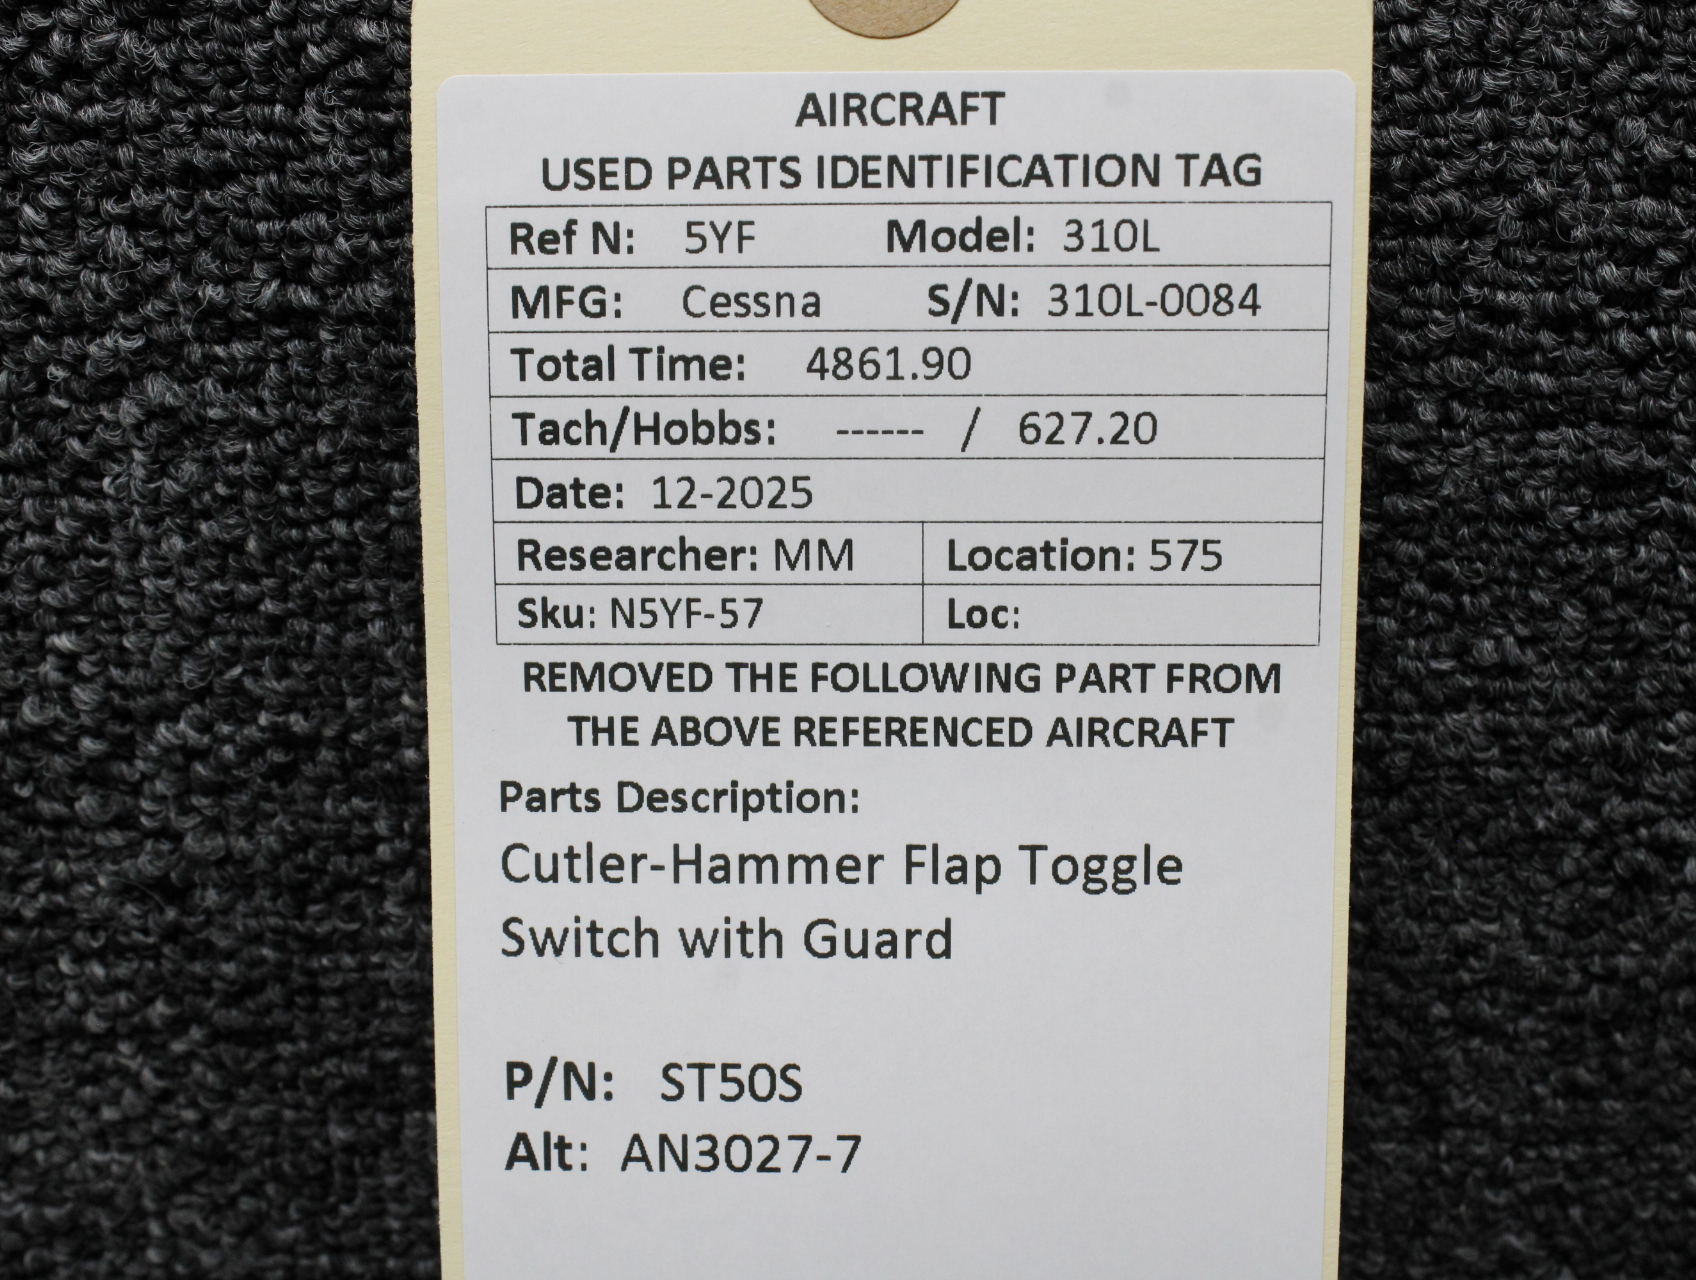 AIRCRAFT
USED PARTS IDENTIFICATION TAG
Ref N: 5YF Model: 310L
MFG: Cessna S/N: 310L-0084
Total Time: 4861.90
Tach/Hobbs: ------ / 627.20
Date: 12-2025
Researcher: MM Location: 575
Sku: N5YF-57 Loc:
REMOVED THE FOLLOWING PART FROM
THE ABOVE REFERENCED AIRCRAFT
Parts Description:
Cutler-Hammer Flap Toggle
Switch with Guard
P/N: ST50S
Alt: AN3027-7